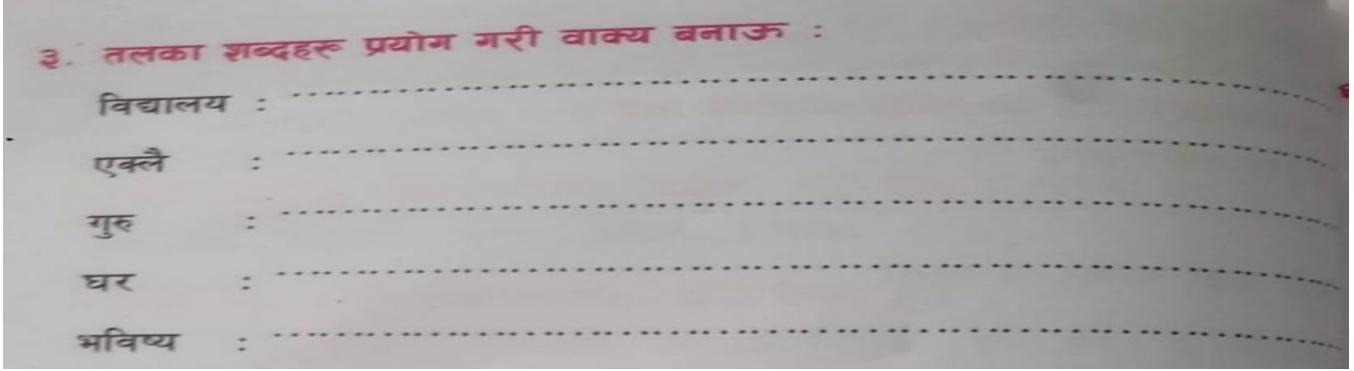 ३. तलका शब्दहरू प्रयोग गरी वाक्य बनाऊ :
विद्यालय : ....................................................................
एक्लै : ....................................................................
गुरु : ....................................................................
घर : ....................................................................
भविष्य : ....................................................................